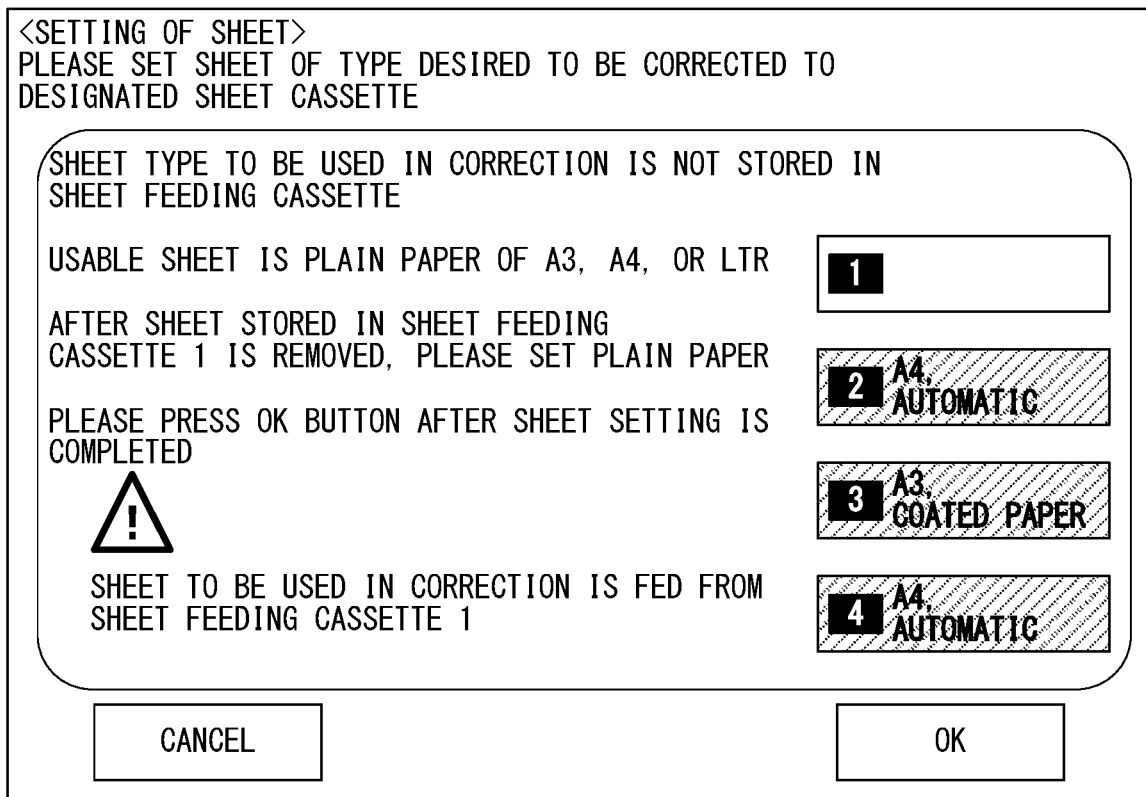 <SETTING OF SHEET>
PLEASE SET SHEET OF TYPE DESIRED TO BE CORRECTED TO
DESIGNATED SHEET CASSETTE
SHEET TYPE TO BE USED IN CORRECTION IS NOT STORED IN
SHEET FEEDING CASSETTE
USABLE SHEET IS PLAIN PAPER OF A3, A4, OR LTR
AFTER SHEET STORED IN SHEET FEEDING
CASSETTE 1 IS REMOVED, PLEASE SET PLAIN PAPER
PLEASE PRESS OK BUTTON AFTER SHEET SETTING IS
COMPLETED
!
SHEET TO BE USED IN CORRECTION IS FED FROM
SHEET FEEDING CASSETTE 1
1
2 A4,
AUTOMATIC
3 A3,
COATED PAPER
4 A4,
AUTOMATIC
CANCEL
OK